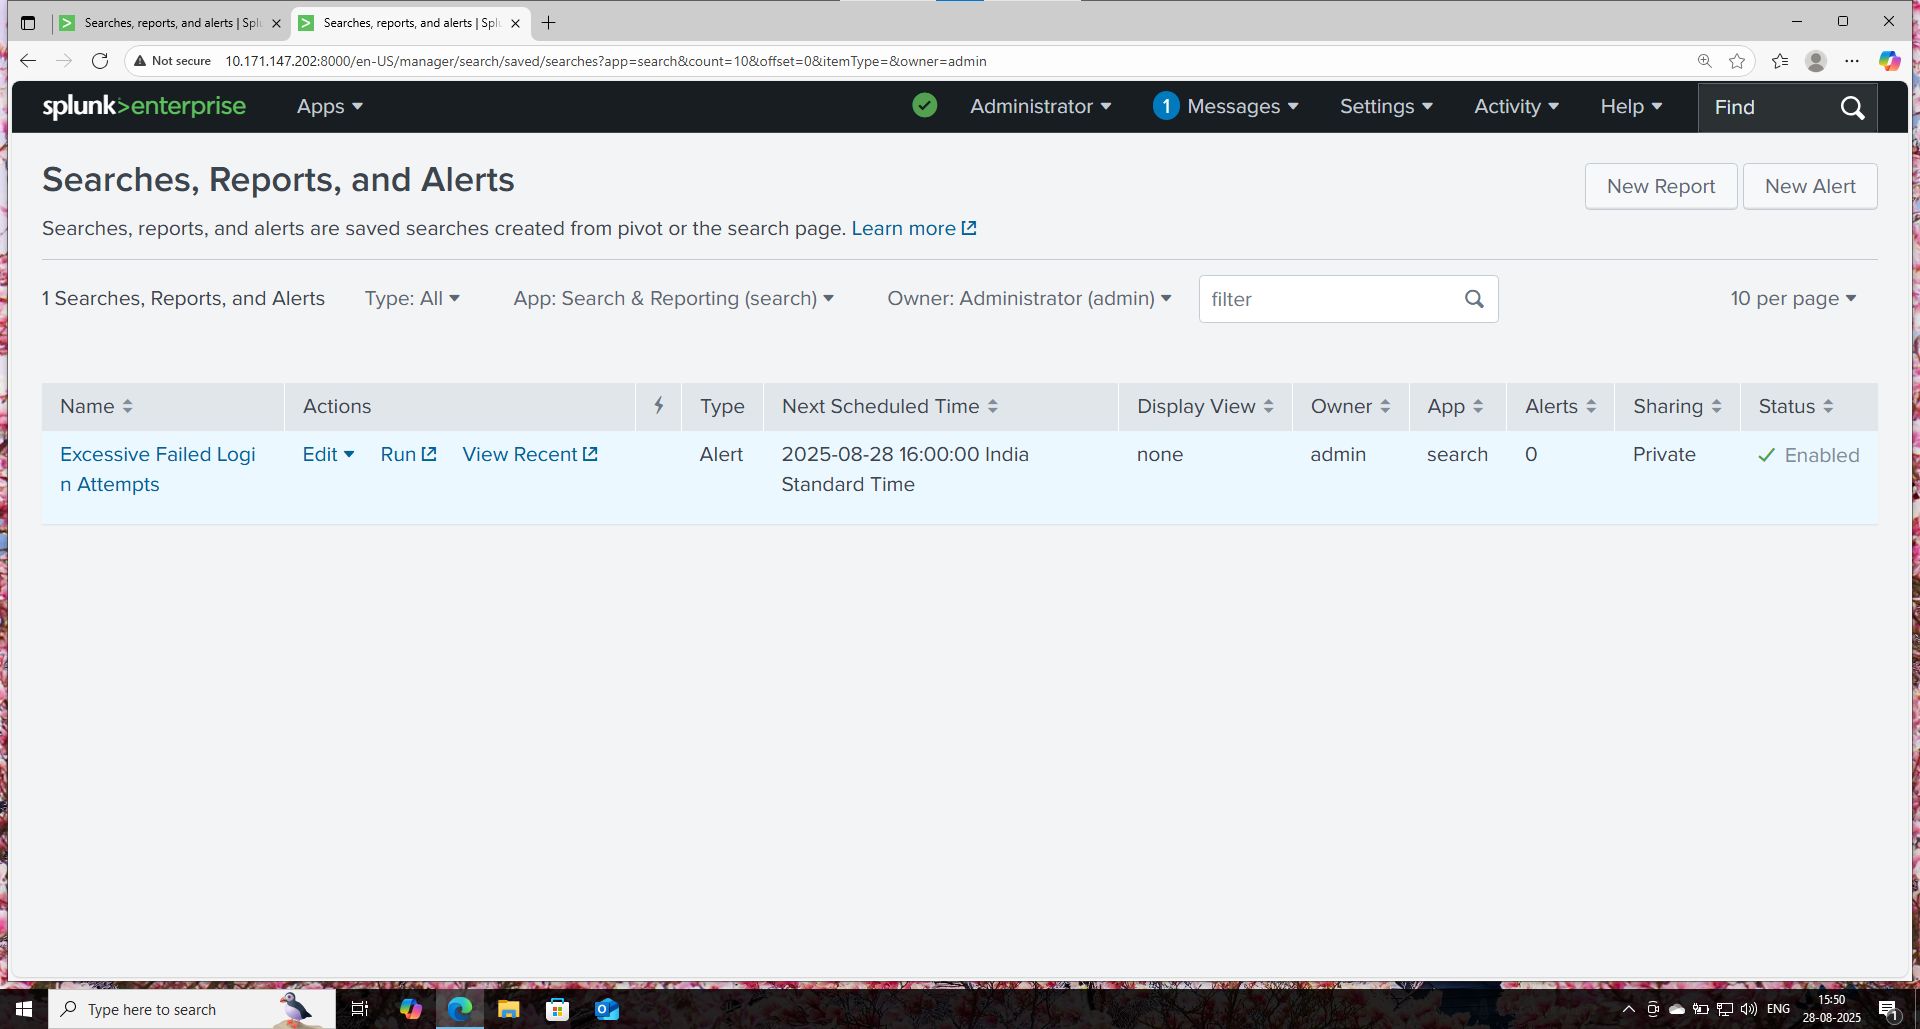 Searches, reports, and alerts | Spl
Searches, reports, and alerts | Spl
Not secure
10.171.147.202:8000/en-US/manager/search/saved/searches?app=search&count=10&offset=0&itemType=&owner=admin
splunk>enterprise
Apps
Administrator
1 Messages
Settings
Activity
Help
Find
Searches, Reports, and Alerts
New Report
New Alert
Searches, reports, and alerts are saved searches created from pivot or the search page. Learn more
1 Searches, Reports, and Alerts
Type: All
App: Search & Reporting (search)
Owner: Administrator (admin)
filter
10 per page
Name
Actions
Type
Next Scheduled Time
Display View
Owner
App
Alerts
Sharing
Status
Excessive Failed Logi
n Attempts
Edit
Run
View Recent
Alert
2025-08-28 16:00:00 India
Standard Time
none
admin
search
0
Private
Enabled
Type here to search
ENG
15:50
28-08-2025
1